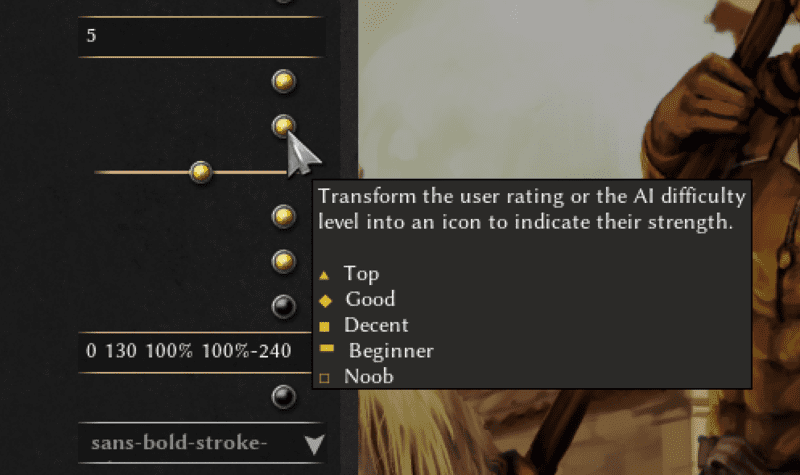 5
Transform the user rating or the AI difficulty
level into an icon to indicate their strength.
▲ Top
◆ Good
■ Decent
▀ Beginner
□ Noob
0 130 100% 100%-240
sans-bold-stroke-